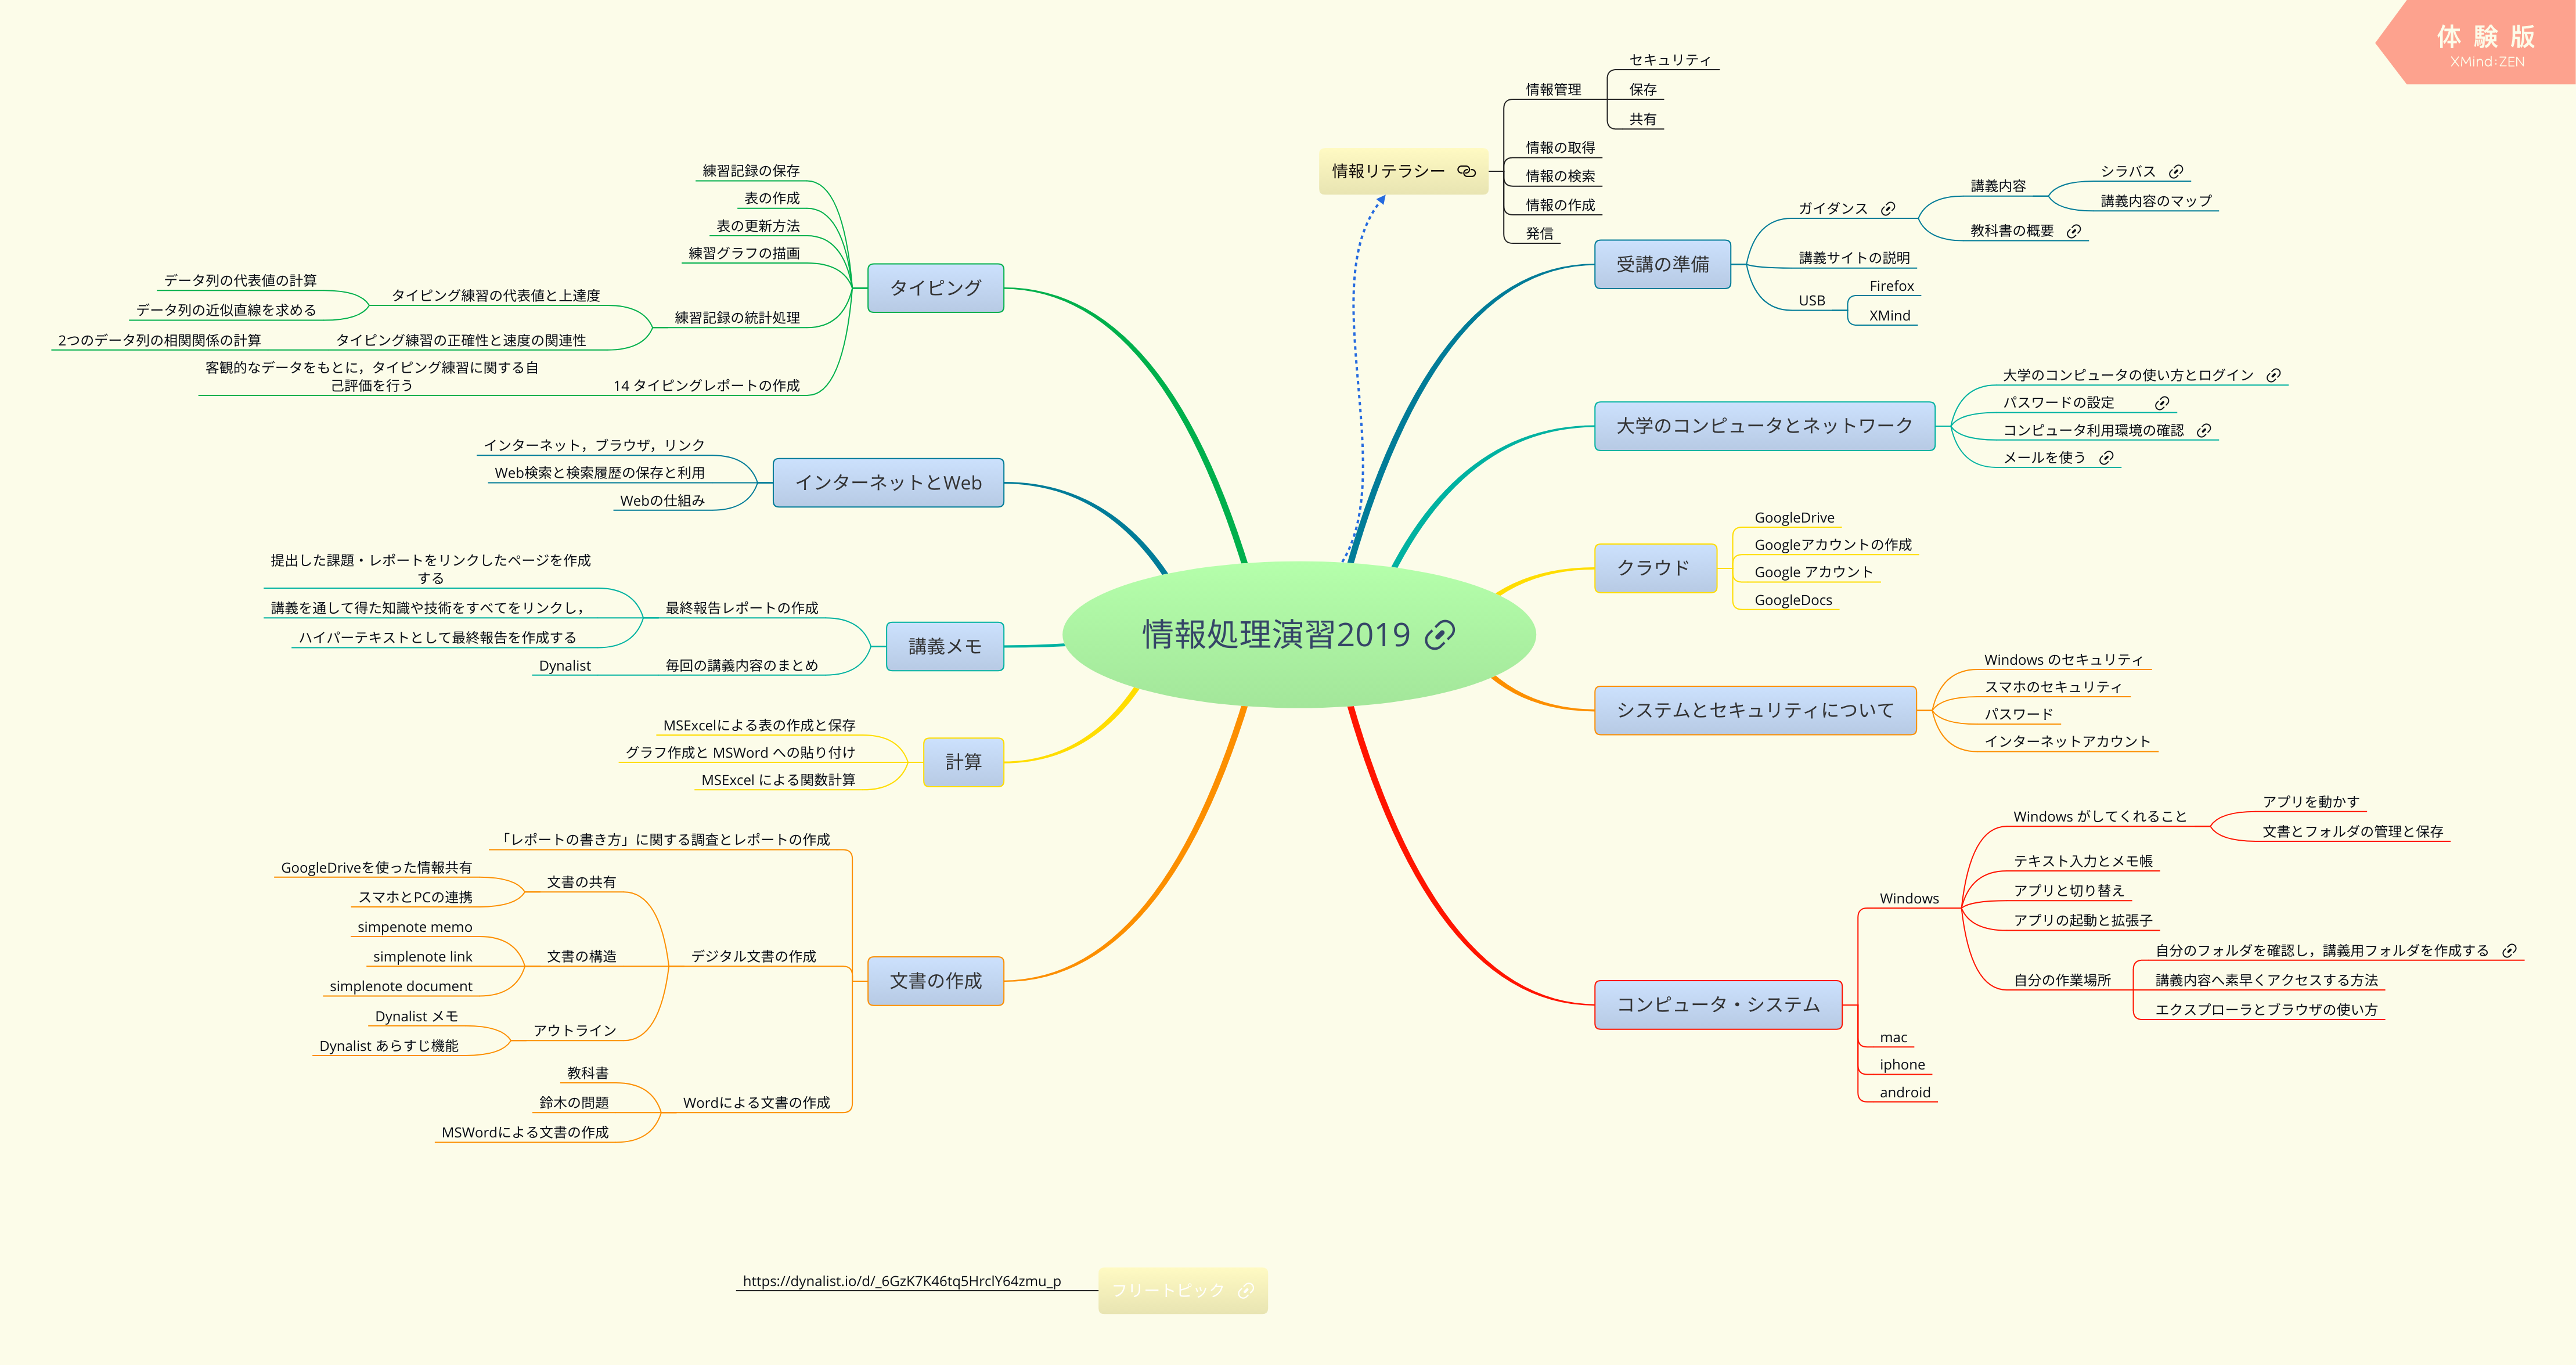 体験版
XMind:ZEN
情報処理演習2019
情報リテラシー
情報管理
セキュリティ
保存
共有
情報の取得
情報の検索
情報の作成
発信
受講の準備
ガイダンス
講義内容
シラバス
講義内容のマップ
教科書の概要
講義サイトの説明
USB
Firefox
XMind
大学のコンピュータとネットワーク
大学のコンピュータの使い方とログイン
パスワードの設定
コンピュータ利用環境の確認
メールを使う
クラウド
GoogleDrive
Googleアカウントの作成
Google アカウント
GoogleDocs
システムとセキュリティについて
Windows のセキュリティ
スマホのセキュリティ
パスワード
インターネットアカウント
コンピュータ・システム
Windows
Windows がしてくれること
アプリを動かす
文書とフォルダの管理と保存
テキスト入力とメモ帳
アプリと切り替え
アプリの起動と拡張子
自分の作業場所
自分のフォルダを確認し，講義用フォルダを作成する
講義内容へ素早くアクセスする方法
エクスプローラとブラウザの使い方
mac
iphone
android
タイピング
練習記録の保存
表の作成
表の更新方法
練習グラフの描画
練習記録の統計処理
タイピング練習の代表値と上達度
データ列の代表値の計算
データ列の近似直線を求める
タイピング練習の正確性と速度の関連性
2つのデータ列の相関関係の計算
14 タイピングレポートの作成
客観的なデータをもとに，タイピング練習に関する自
己評価を行う
インターネットとWeb
インターネット，ブラウザ，リンク
Web検索と検索履歴の保存と利用
Webの仕組み
講義メモ
最終報告レポートの作成
提出した課題・レポートをリンクしたページを作成
する
講義を通して得た知識や技術をすべてをリンクし，
ハイパーテキストとして最終報告を作成する
毎回の講義内容のまとめ
Dynalist
計算
MSExcelによる表の作成と保存
グラフ作成と MSWord への貼り付け
MSExcel による関数計算
文書の作成
「レポートの書き方」に関する調査とレポートの作成
デジタル文書の作成
文書の共有
GoogleDriveを使った情報共有
スマホとPCの連携
文書の構造
simpenote memo
simplenote link
simplenote document
アウトライン
Dynalist メモ
Dynalist あらすじ機能
Wordによる文書の作成
教科書
鈴木の問題
MSWordによる文書の作成
フリートピック
https://dynalist.io/d/_6GzK7K46tq5HrclY64zmu_p